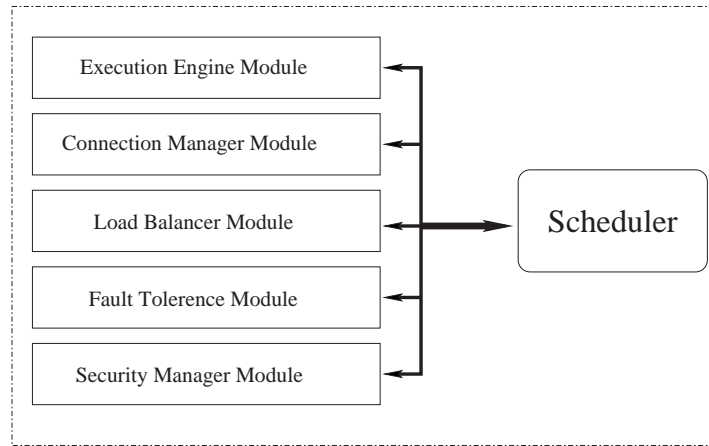 Execution Engine Module
Connection Manager Module
Load Balancer Module
Scheduler
Fault Tolerence Module
Security Manager Module